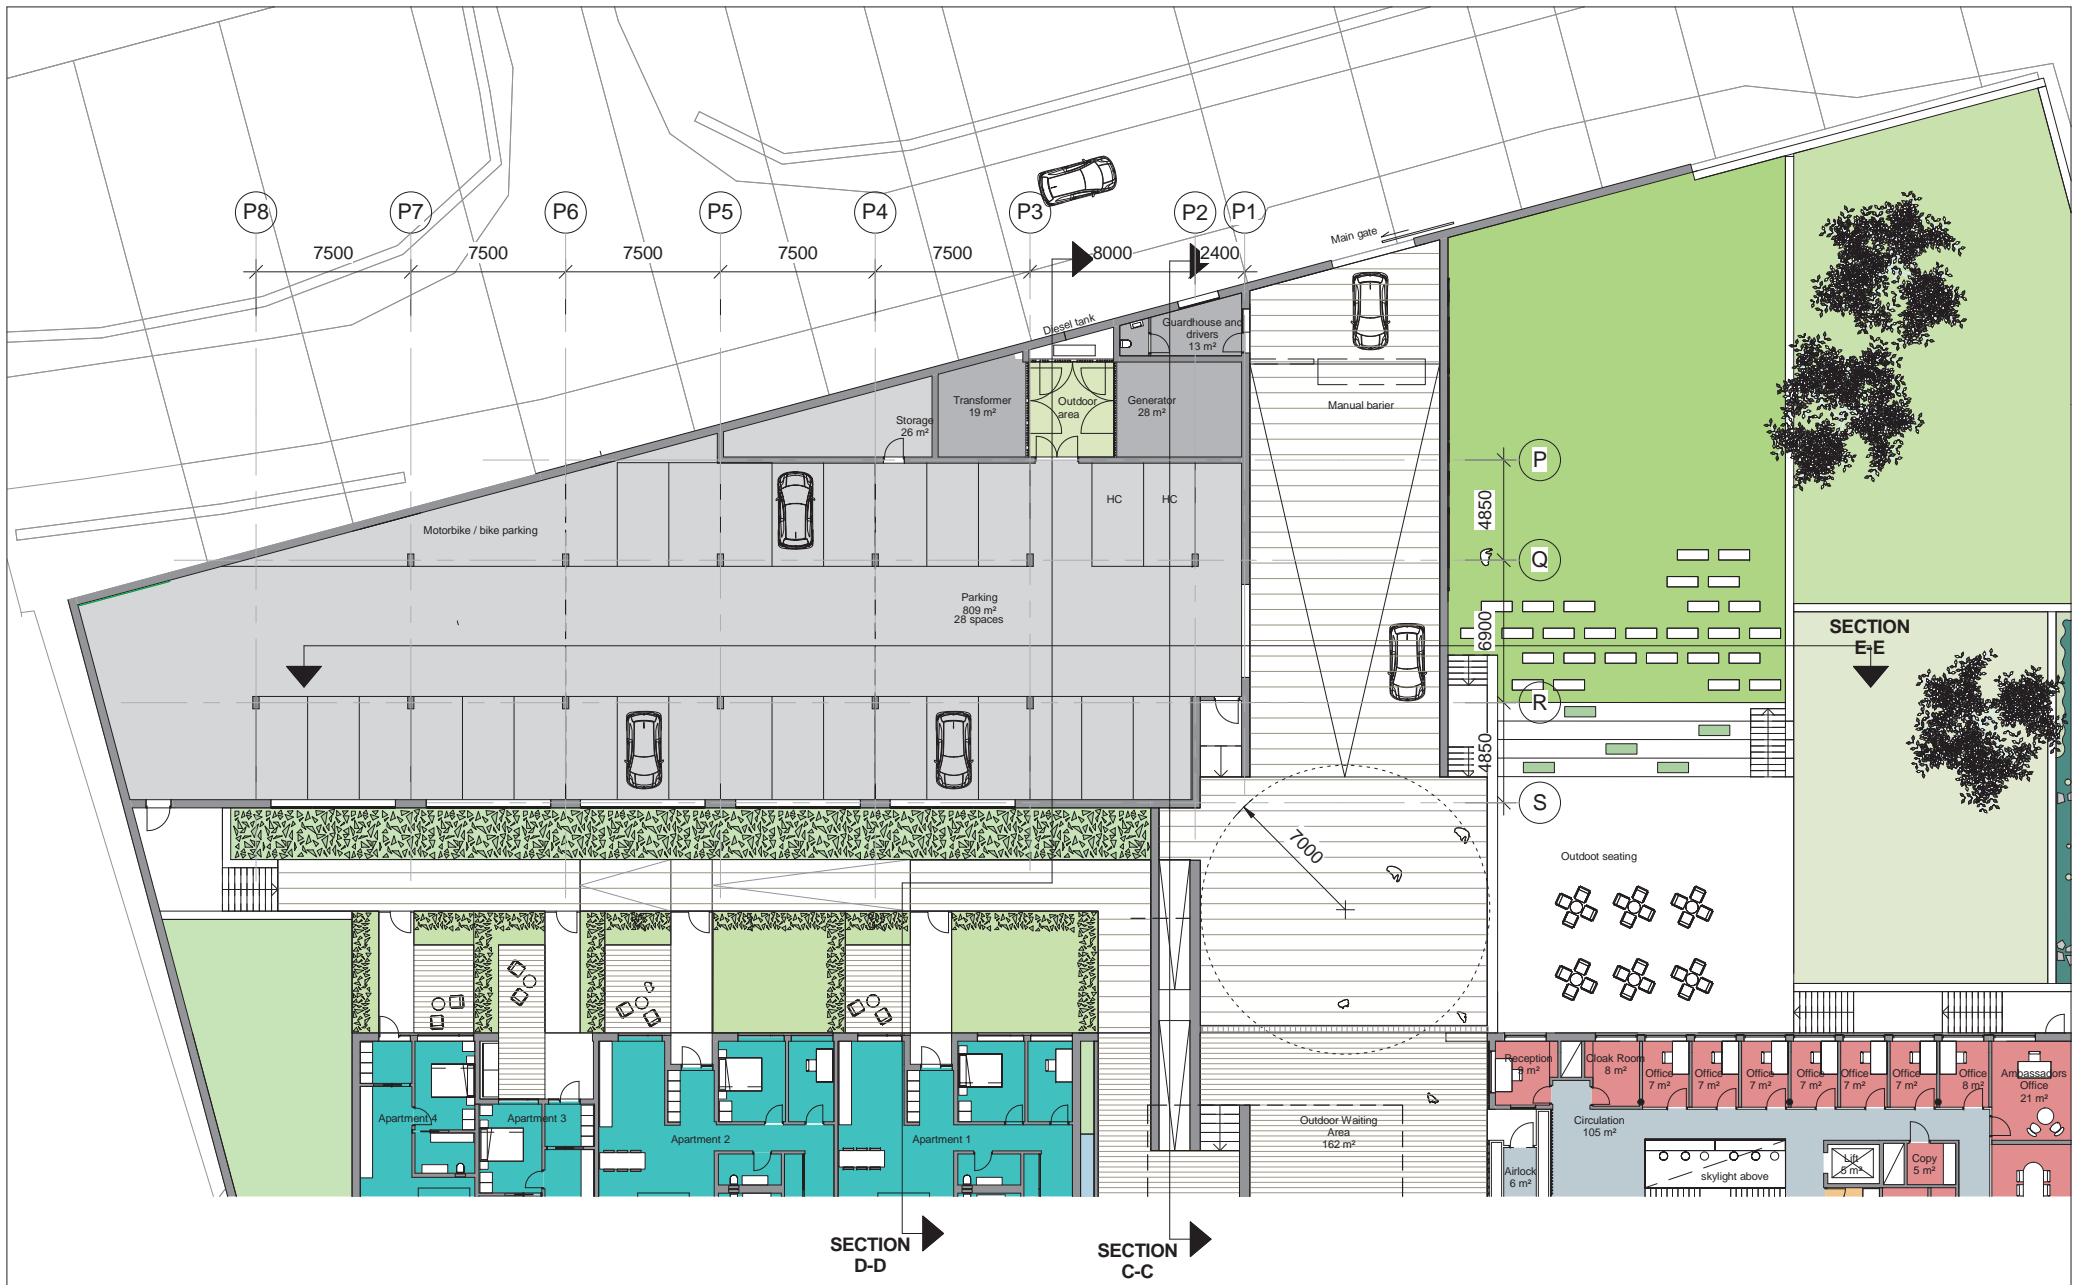 P8
P7
P6
P5
P4
P3
P2
P1
7500
7500
7500
7500
7500
8000
2400
Main gate
Diesel tank
Guardhouse and
drivers
13 m²
Transformer
19 m²
Outdoor
area
Generator
28 m²
Manual barier
Storage
26 m²
P
HC
HC
4850
Motorbike / bike parking
Q
Parking
809 m²
28 spaces
6900
SECTION
E-E
R
4850
S
7000
Outdoot seating
Reception
8 m²
Cloak Room
8 m²
Office
7 m²
Office
7 m²
Office
7 m²
Office
7 m²
Office
7 m²
Office
7 m²
Office
8 m²
Ambassadors
Office
21 m²
Apartment 4
Apartment 3
Apartment 2
Apartment 1
Outdoor Waiting
Area
162 m²
Circulation
105 m²
Airlock
6 m²
skylight above
Lift
5 m²
Copy
5 m²
SECTION
D-D
SECTION
C-C